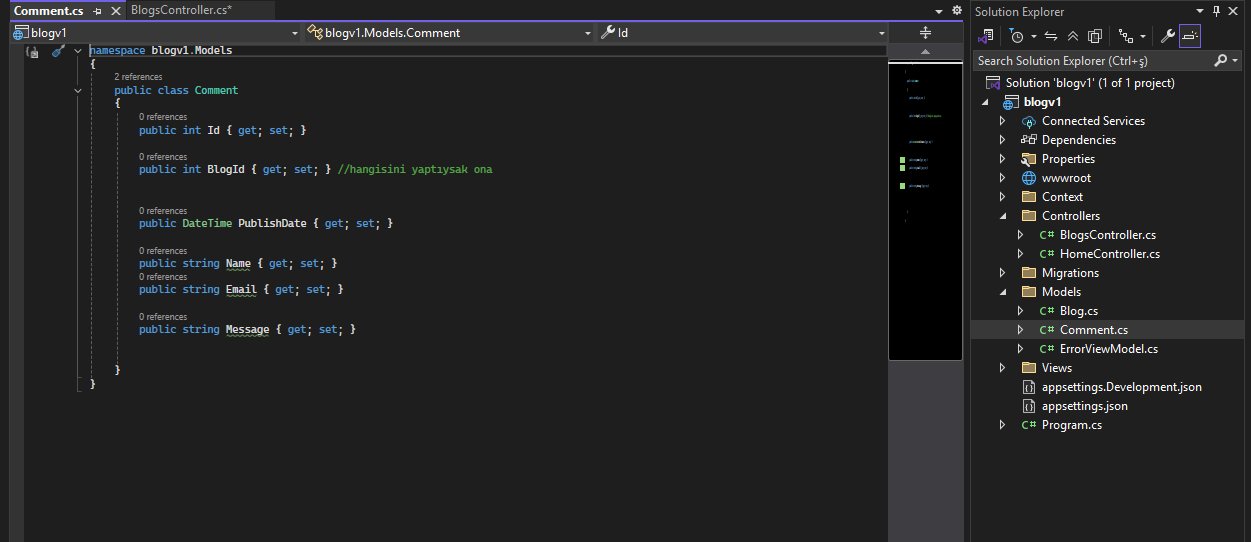 Comment.cs
BlogsController.cs*
blogv1
blogv1.Models.Comment
Id
namespace blogv1.Models
{
2 references
public class Comment
{
0 references
public int Id { get; set; }
0 references
public int BlogId { get; set; } //hangisini yaptıysak ona
0 references
public DateTime PublishDate { get; set; }
0 references
public string Name { get; set; }
0 references
public string Email { get; set; }
0 references
public string Message { get; set; }
}
}
Solution Explorer
Search Solution Explorer (Ctrl+ş)
Solution 'blogv1' (1 of 1 project)
blogv1
Connected Services
Dependencies
Properties
wwwroot
Context
Controllers
C# BlogsController.cs
C# HomeController.cs
Migrations
Models
C# Blog.cs
C# Comment.cs
C# ErrorViewModel.cs
Views
appsettings.Development.json
appsettings.json
C# Program.cs